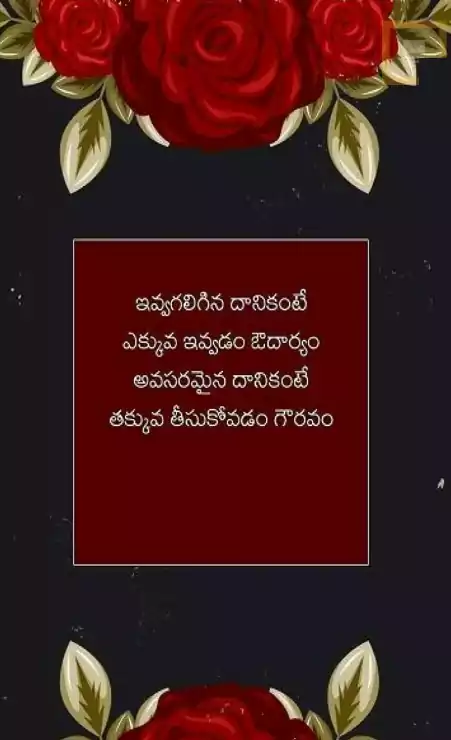 ఇవ్వగలిగిన దానికంటే
ఎక్కువ ఇవ్వడం ఔదార్యం
అవసరమైన దానికంటే
తక్కువ తీసుకోవడం గౌరవం